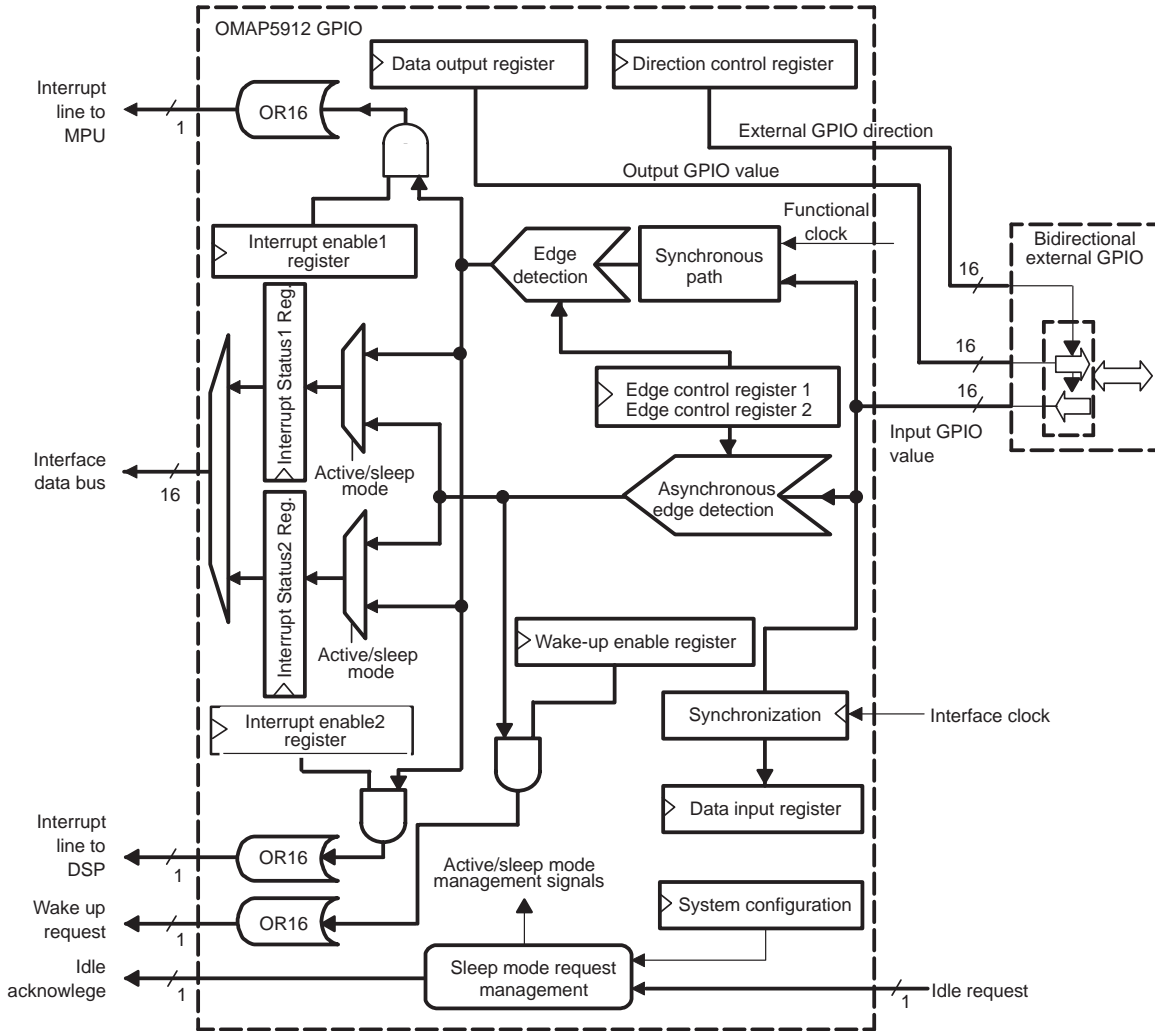 OMAP5912 GPIO
Data output register
Direction control register
Interrupt
line to
MPU
1
OR16
External GPIO direction
Output GPIO value
Functional
clock
Interrupt enable1
register
Edge
detection
Synchronous
path
Bidirectional
external GPIO
16
16
16
Interrupt Status1 Reg.
Edge control register 1
Edge control register 2
Input GPIO
value
Active/sleep
mode
Interface
data bus
16
Asynchronous
edge detection
Interrupt Status2 Reg.
Active/sleep
mode
Wake-up enable register
Interrupt enable2
register
Synchronization
Interface clock
Data input register
Interrupt
line to
DSP
1
OR16
Active/sleep mode
management signals
System configuration
Wake up
request
1
OR16
Idle
acknowlege
1
Sleep mode request
management
1
Idle request